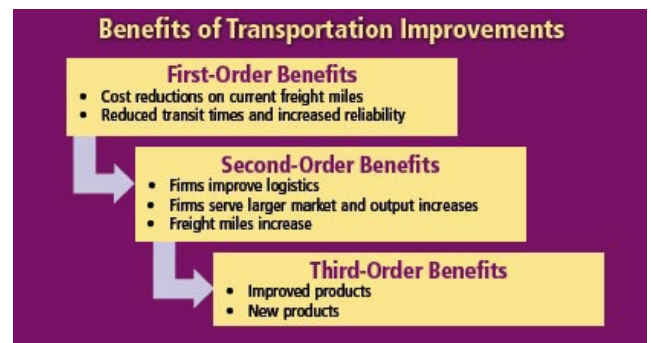 Benefits of Transportation Improvements
First-Order Benefits
• Cost reductions on current freight miles
• Reduced transit times and increased reliability
Second-Order Benefits
• Firms improve logistics
• Firms serve larger market and output increases
• Freight miles increase
Third-Order Benefits
• Improved products
• New products